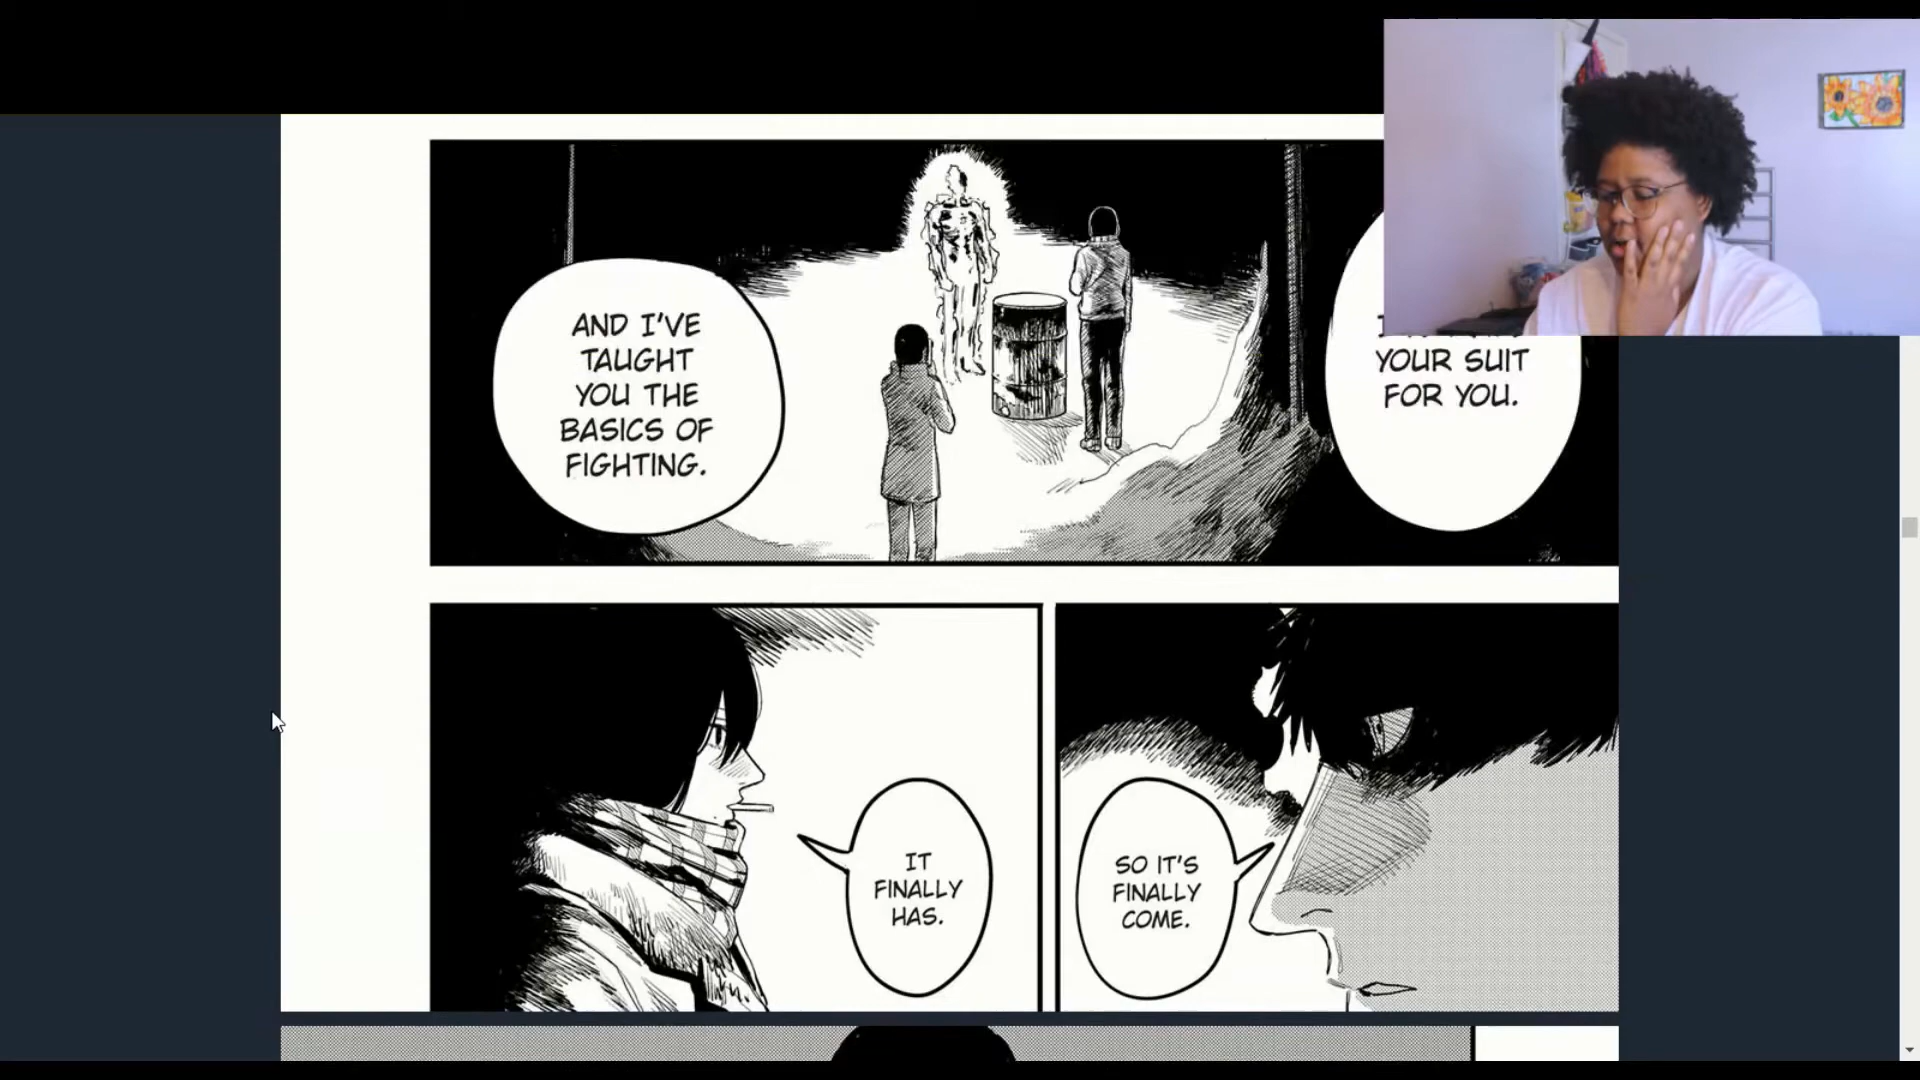 YOUR SUIT
FOR YOU.
AND I'VE
TAUGHT
YOU THE
BASICS OF
FIGHTING.
SO IT'S
FINALLY
COME.
IT
FINALLY
HAS.